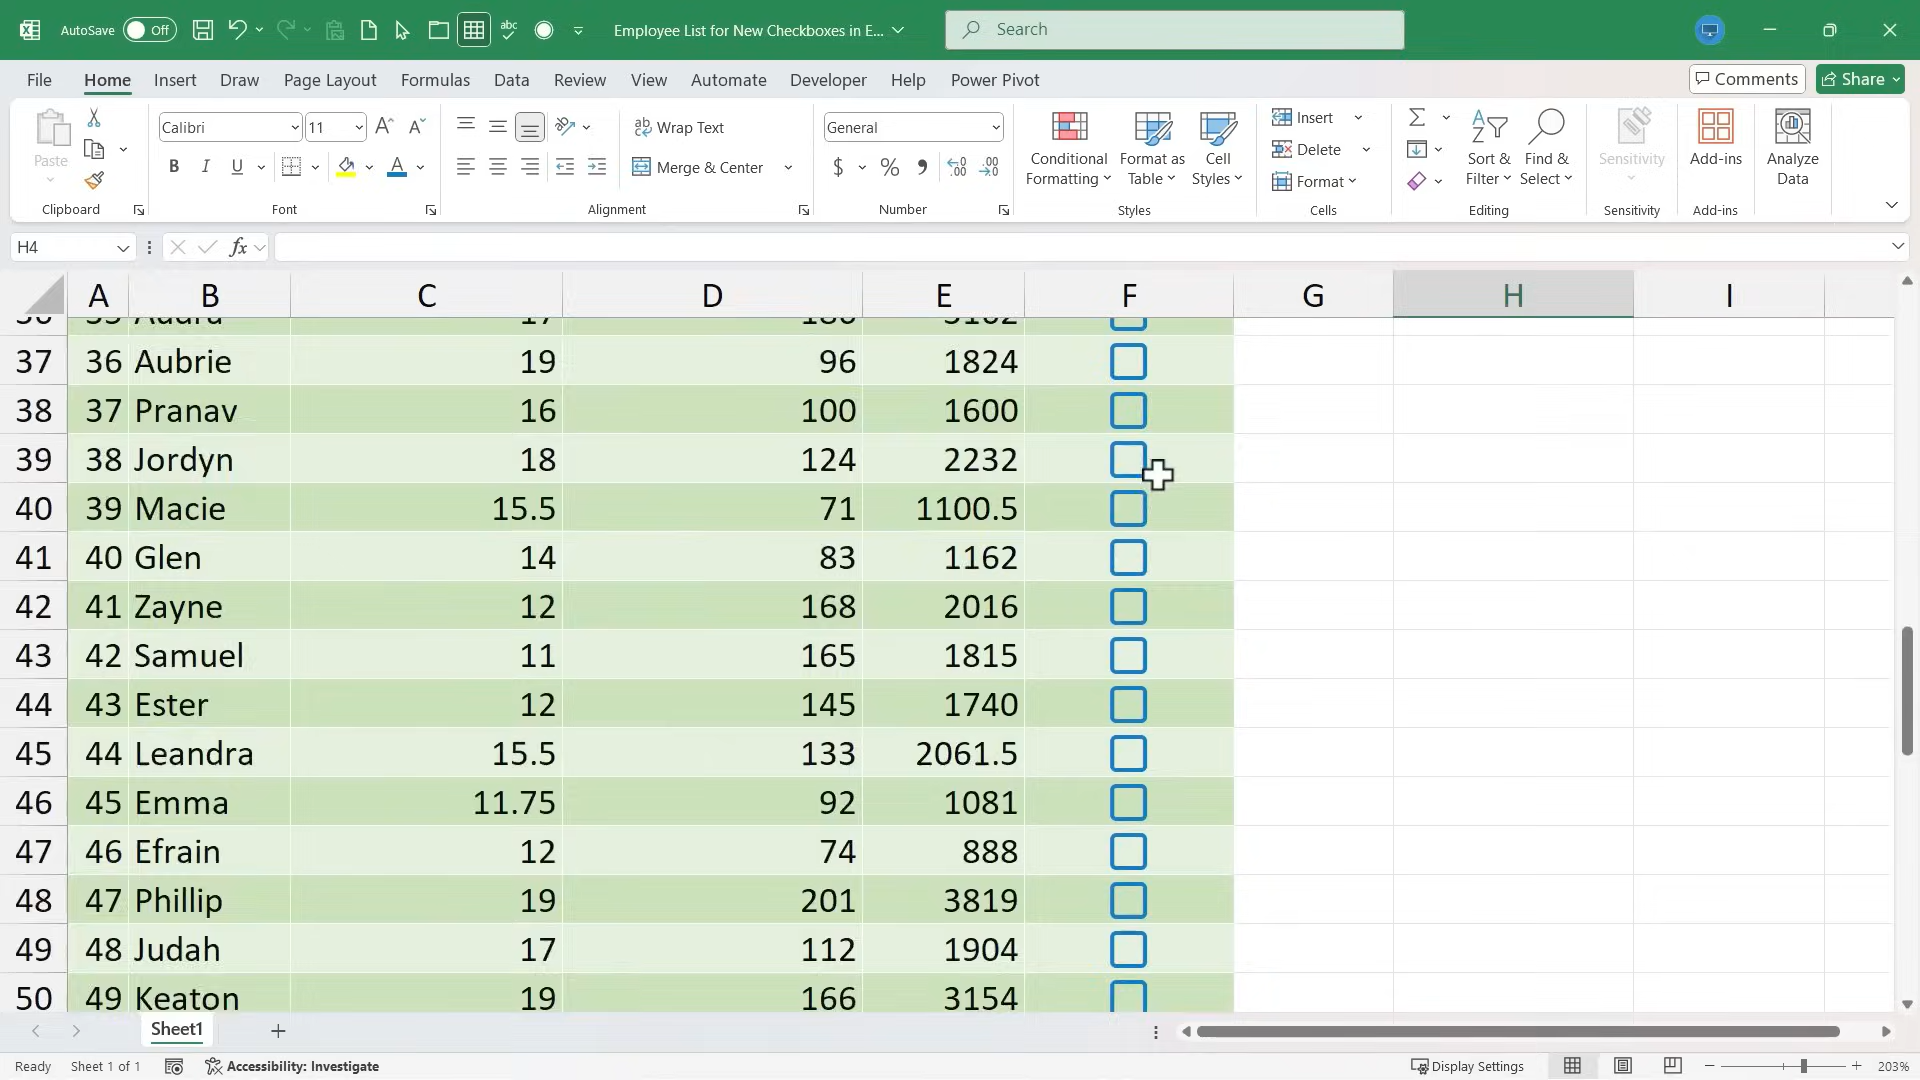 AutoSave Off abc Employee List for New Checkboxes in E... Search
File Home Insert Draw Page Layout Formulas Data Review View Automate Developer Help Power Pivot Comments Share
Paste Calibri 11 A A ab Wrap Text General Conditional Formatting Format as Table Cell Styles Insert Σ Sort & Filter Find & Select Sensitivity Add-ins Analyze Data
Delete
B I U A Merge & Center $ % Format
Clipboard Font Alignment Number Styles Cells Editing Sensitivity Add-ins
H4 fx
A B C D E F G H I
37 36 Aubrie 19 96 1824
38 37 Pranav 16 100 1600
39 38 Jordyn 18 124 2232
40 39 Macie 15.5 71 1100.5
41 40 Glen 14 83 1162
42 41 Zayne 12 168 2016
43 42 Samuel 11 165 1815
44 43 Ester 12 145 1740
45 44 Leandra 15.5 133 2061.5
46 45 Emma 11.75 92 1081
47 46 Efrain 12 74 888
48 47 Phillip 19 201 3819
49 48 Judah 17 112 1904
50 49 Keaton 19 166 3154
Sheet1
Ready Sheet 1 of 1 Accessibility: Investigate Display Settings 203%